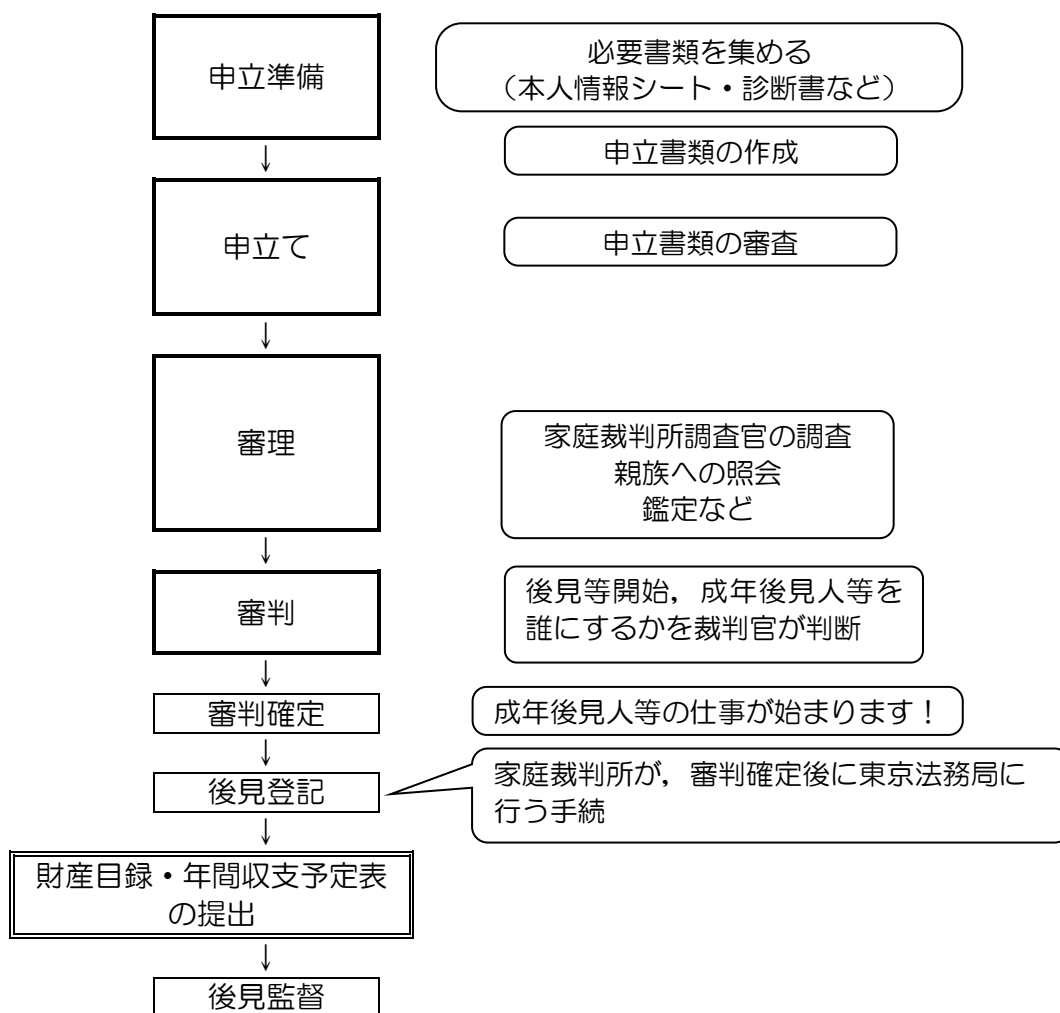 申立準備
必要書類を集める
（本人情報シート・診断書など）
↓
申立書類の作成
申立て
申立書類の審査
↓
審理
家庭裁判所調査官の調査
親族への照会
鑑定など
↓
審判
後見等開始，成年後見人等を
誰にするかを裁判官が判断
↓
審判確定
成年後見人等の仕事が始まります！
↓
後見登記
家庭裁判所が，審判確定後に東京法務局に
行う手続
↓
財産目録・年間収支予定表
の提出
↓
後見監督